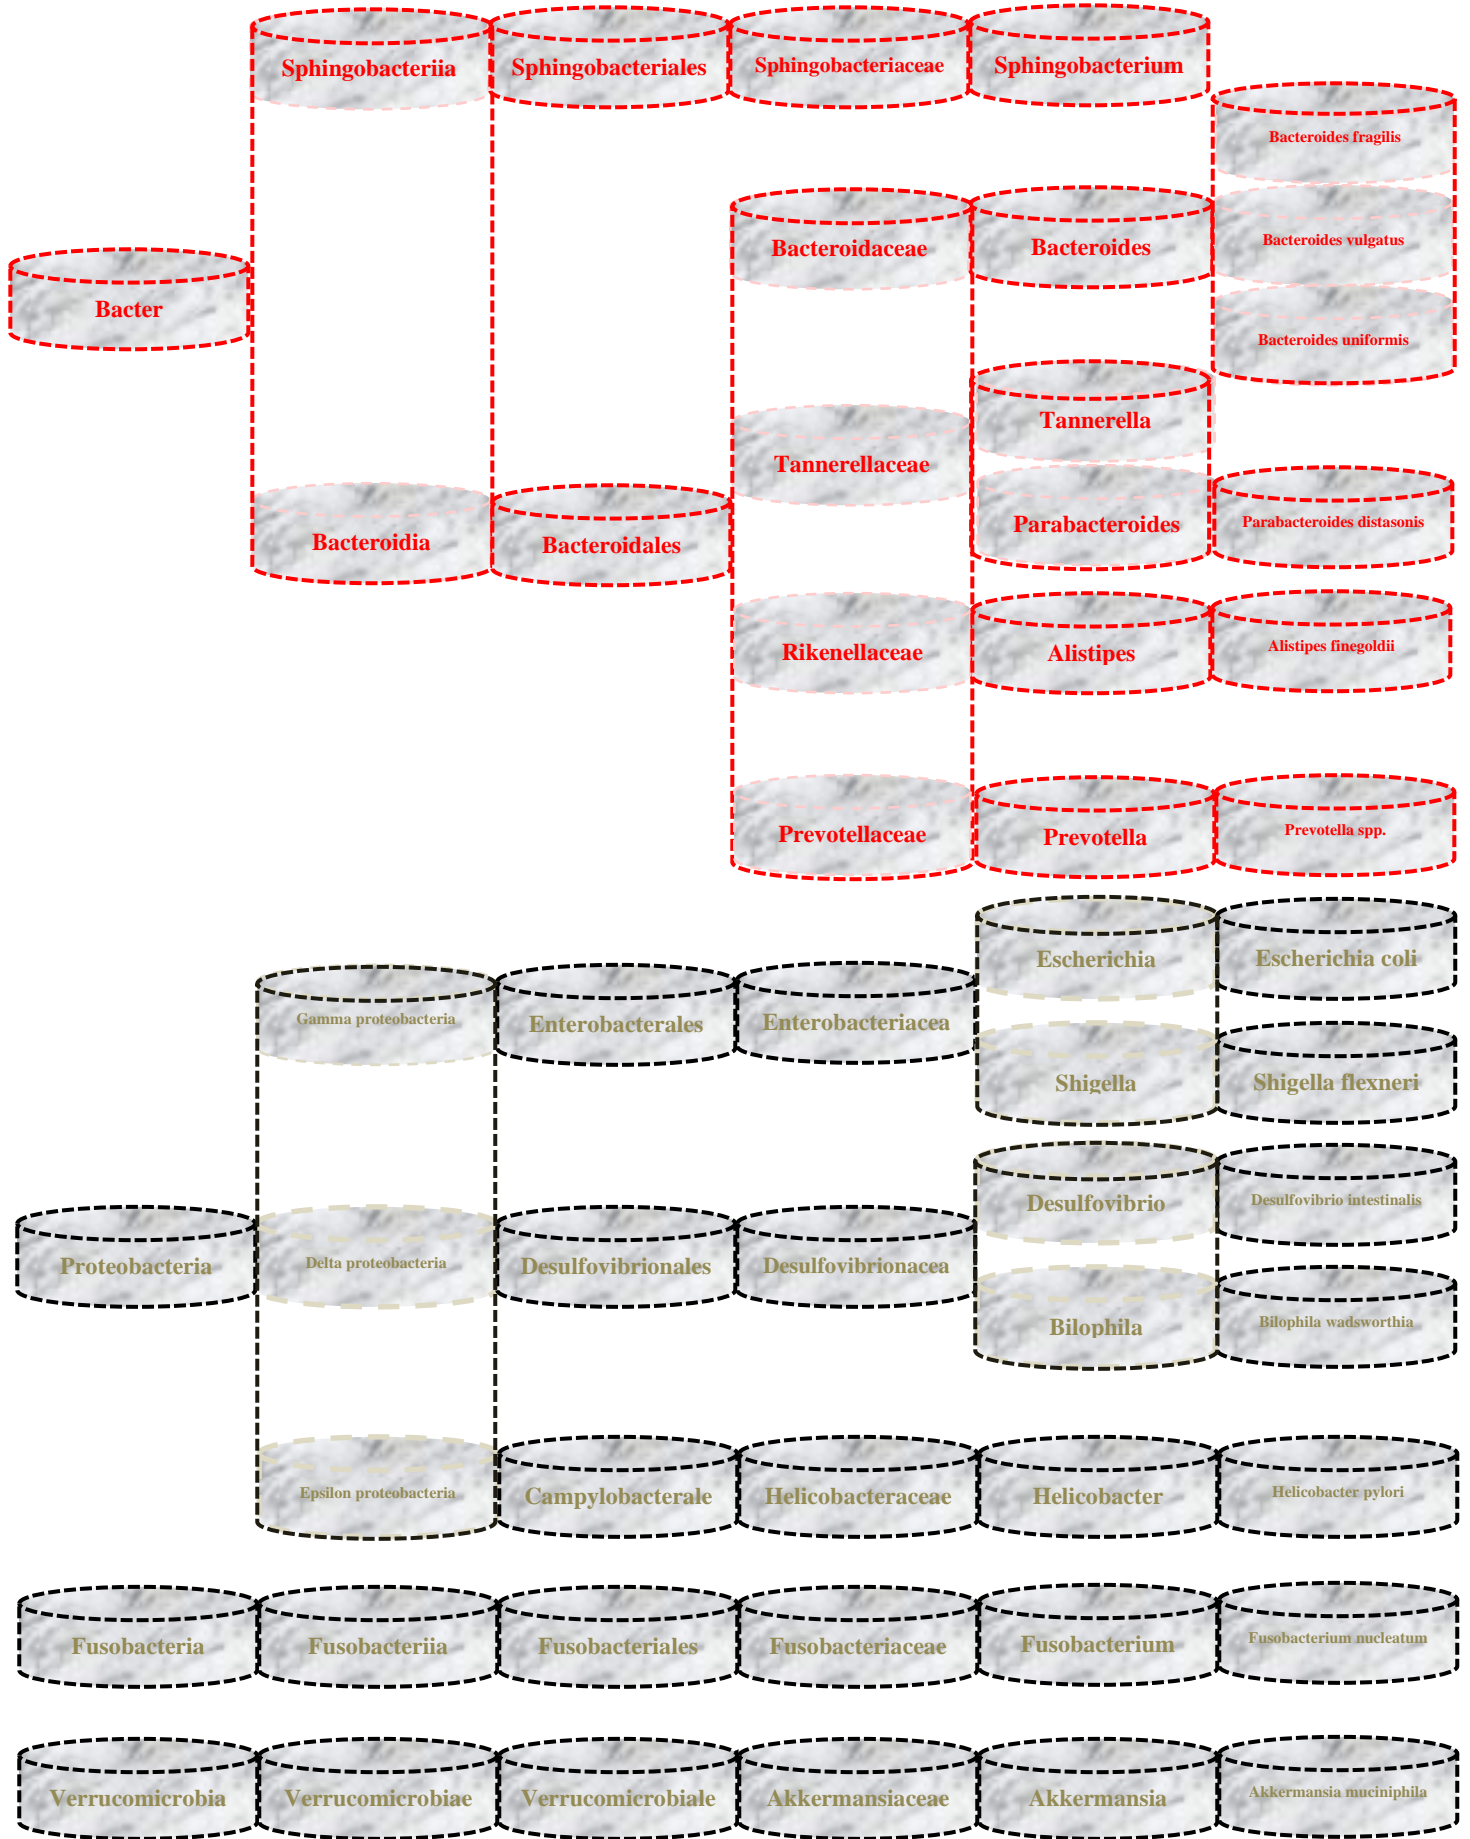 Sphingobacteriia
Sphingobacteriales
Sphingobacteriaceae
Sphingobacterium
Bacteroides fragilis
Bacteroidaceae
Bacteroides
Bacteroides vulgatus
Bacter
Bacteroides uniformis
Tannerella
Tannerellaceae
Parabacteroides
Parabacteroides distasonis
Bacteroidia
Bacteroidales
Rikenellaceae
Alistipes
Alistipes finegoldii
Prevotellaceae
Prevotella
Prevotella spp.
Escherichia
Escherichia coli
Gamma proteobacteria
Enterobacterales
Enterobacteriacea
Shigella
Shigella flexneri
Desulfovibrio
Desulfovibrio intestinalis
Proteobacteria
Delta proteobacteria
Desulfovibrionales
Desulfovibrionacea
Bilophila
Bilophila wadsworthia
Epsilon proteobacteria
Campylobacterale
Helicobacteraceae
Helicobacter
Helicobacter pylori
Fusobacteria
Fusobacteriia
Fusobacteriales
Fusobacteriaceae
Fusobacterium
Fusobacterium nucleatum
Verrucomicrobia
Verrucomicrobiae
Verrucomicrobiale
Akkermansiaceae
Akkermansia
Akkermansia muciniphila